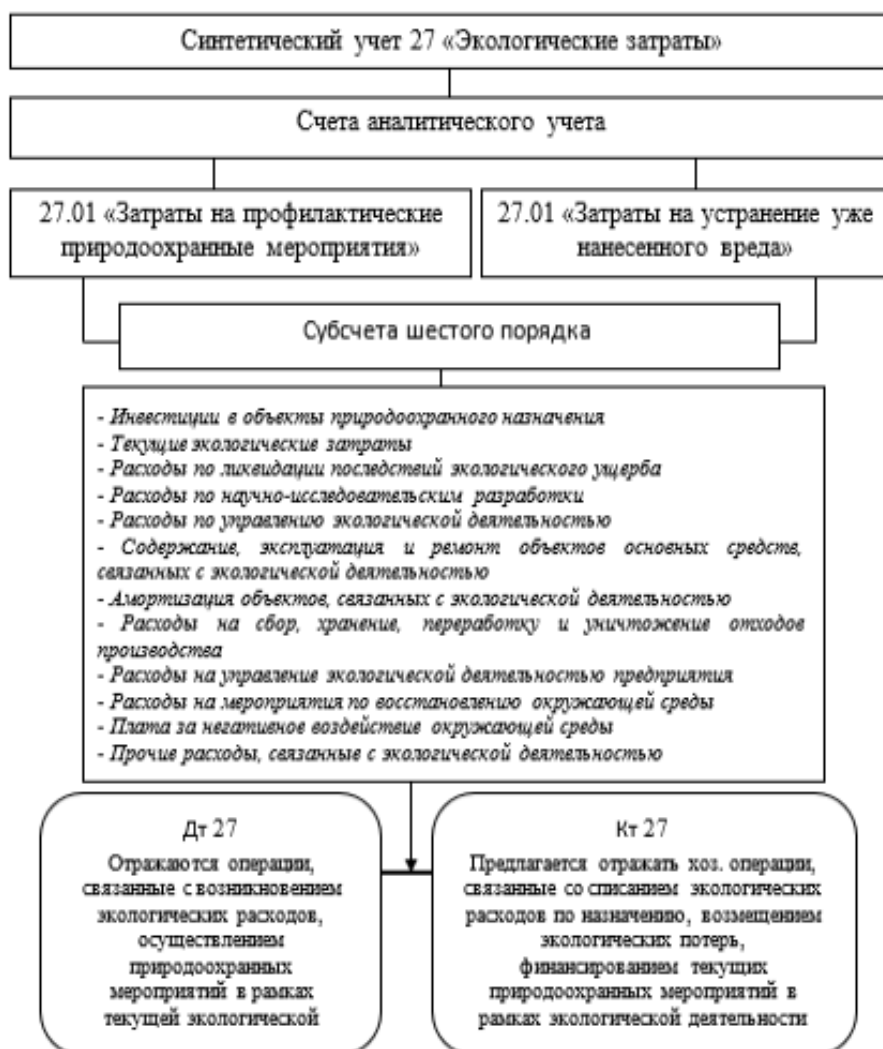 Синтетический учет 27 «Экологические затраты»
Счета аналитического учета
27.01 «Затраты на профилактические
природоохранные мероприятия»
27.01 «Затраты на устранение уже
нанесенного вреда»
Субсчета шестого порядка
- Инвестиции в объекты природоохранного назначения
- Текущие экологические затраты
- Расходы по ликвидации последствий экологического ущерба
- Расходы по научно-исследовательским разработки
- Расходы по управлению экологической деятельностью
- Содержание, эксплуатация и ремонт объектов основных средств,
связанных с экологической деятельностью
- Амортизация объектов, связанных с экологической деятельностью
- Расходы на сбор, хранение, переработку и уничтожение отходов
производства
- Расходы на управление экологической деятельностью предприятия
- Расходы на мероприятия по восстановлению окружающей среды
- Плата за негативное воздействие окружающей среды
- Прочие расходы, связанные с экологической деятельностью
Дт 27
Отражаются операции,
связанные с возникновением
экологических расходов,
осуществлением
природоохранных
мероприятий в рамках
текущей экологической
Кт 27
Предлагается отражать хоз. операции,
связанные со списанием экологических
расходов по назначению, возмещением
экологических потерь,
финансированием текущих
природоохранных мероприятий в
рамках экологической деятельности